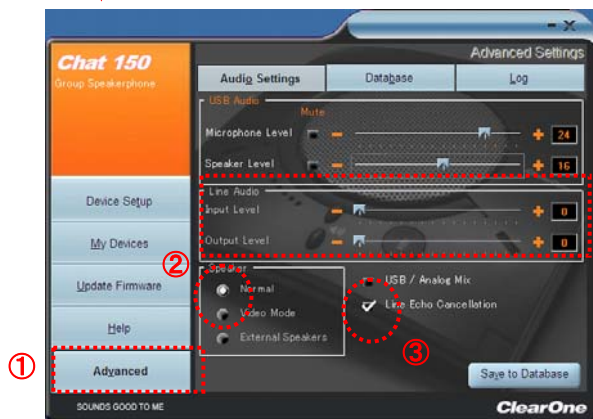 Advanced Settings
Chat 150
Group Speakerphone
Audio Settings
Database
Log
USB Audio
Mute
Microphone Level
24
Speaker Level
16
Line Audio
Input Level
0
Output Level
0
Device Setup
My Devices
Update Firmware
Help
Advanced
①
②
③
Speaker
Normal
Video Mode
External Speakers
USB / Analog Mix
Line Echo Cancellation
Save to Database
SOUNDS GOOD TO ME
ClearOne